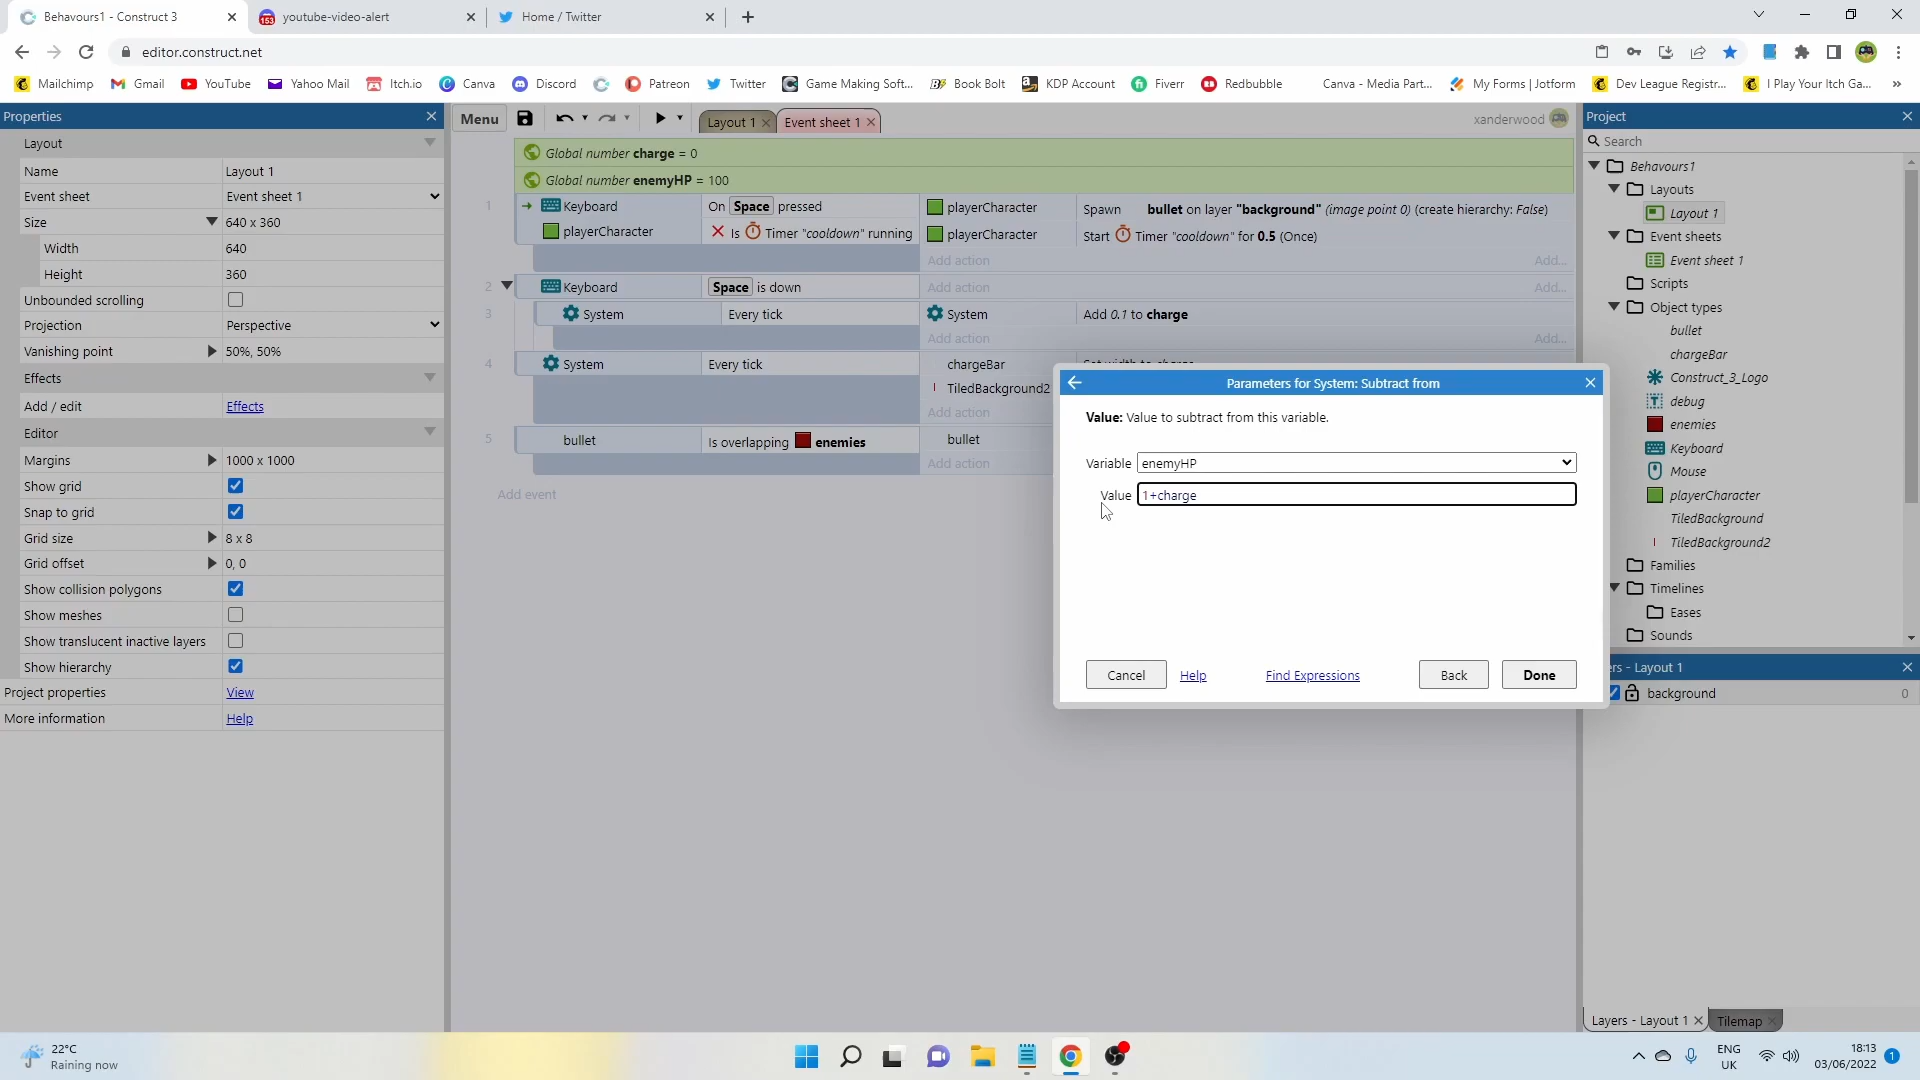 Behavours1 - Construct 3
youtube-video-alert
Home / Twitter
editor.construct.net
Mailchimp
Gmail
YouTube
Yahoo Mail
Itch.io
Canva
Discord
Patreon
Twitter
Game Making Soft...
Book Bolt
KDP Account
Fiverr
Redbubble
Canva - Media Part...
My Forms | Jotform
Dev League Registr...
I Play Your Itch Ga...
»
Properties
Menu
Layout 1
Event sheet 1
xanderwood
Project
Layout
Name Layout 1
Event sheet Event sheet 1
Size 640 x 360
Width 640
Height 360
Unbounded scrolling
Projection Perspective
Vanishing point 50%, 50%
Effects
Add / edit Effects
Editor
Margins 1000 x 1000
Show grid
Snap to grid
Grid size 8 x 8
Grid offset 0, 0
Show collision polygons
Show meshes
Show translucent inactive layers
Show hierarchy
Project properties View
More information Help
Global number charge = 0
Global number enemyHP = 100
1 Keyboard On Space pressed playerCharacter Spawn bullet on layer "background" (image point 0) (create hierarchy: False)
playerCharacter Is Timer "cooldown" running playerCharacter Start Timer "cooldown" for 0.5 (Once)
Add action Add...
2 Keyboard Space is down Add action Add...
3 System Every tick System Add 0.1 to charge
Add action Add...
4 System Every tick chargeBar Set width to charge
TiledBackground2
Add action
5 bullet Is overlapping enemies bullet
Add action
Add event
Parameters for System: Subtract from
Value: Value to subtract from this variable.
Variable enemyHP
Value 1+charge
Cancel Help Find Expressions Back Done
Search
Behavours1
Layouts
Layout 1
Event sheets
Event sheet 1
Scripts
Object types
bullet
chargeBar
Construct_3_Logo
debug
enemies
Keyboard
Mouse
playerCharacter
TiledBackground
TiledBackground2
Families
Timelines
Eases
Sounds
ers - Layout 1
background 0
Layers - Layout 1
Tilemap
22°C
Raining now
ENG
UK
18:13
03/06/2022
1